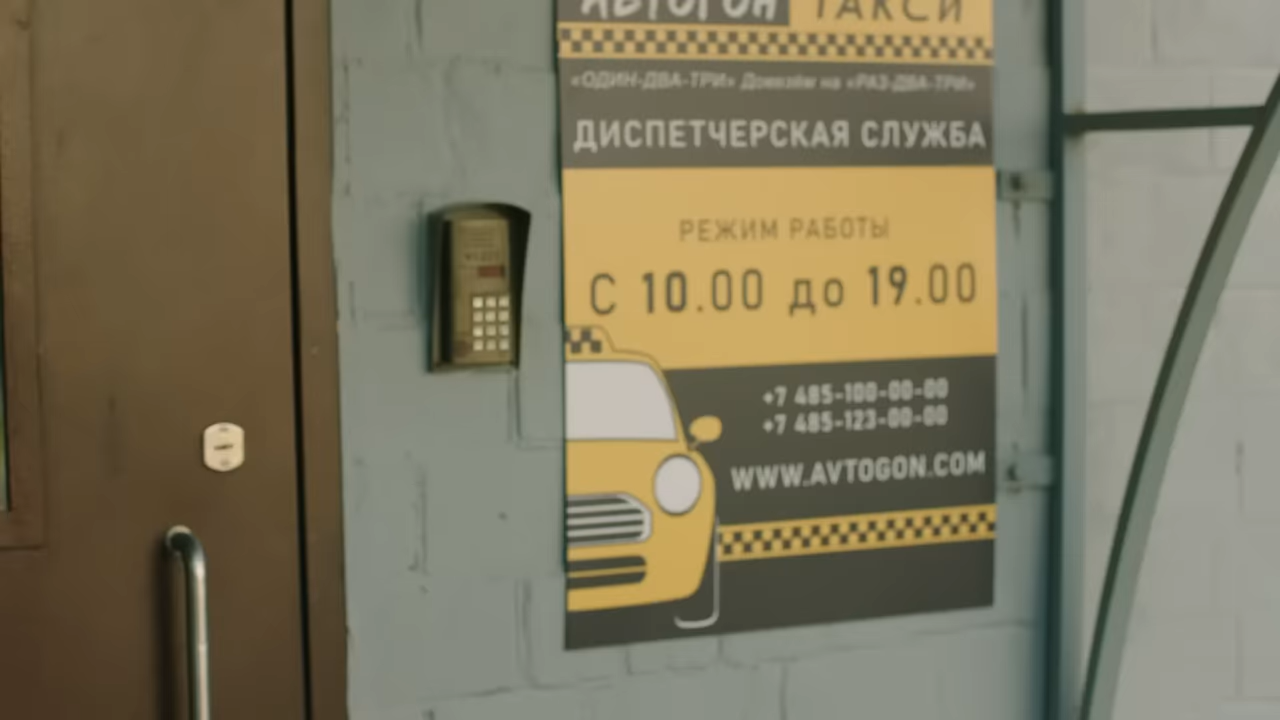 АВТОГОН ТАКСИ
«ОДИН-ДВА-ТРИ» Довезём на «РАЗ-ДВА-ТРИ»
ДИСПЕТЧЕРСКАЯ СЛУЖБА
РЕЖИМ РАБОТЫ
С 10.00 до 19.00
+7 485-100-00-00
+7 485-123-00-00
WWW.AVTOGON.COM